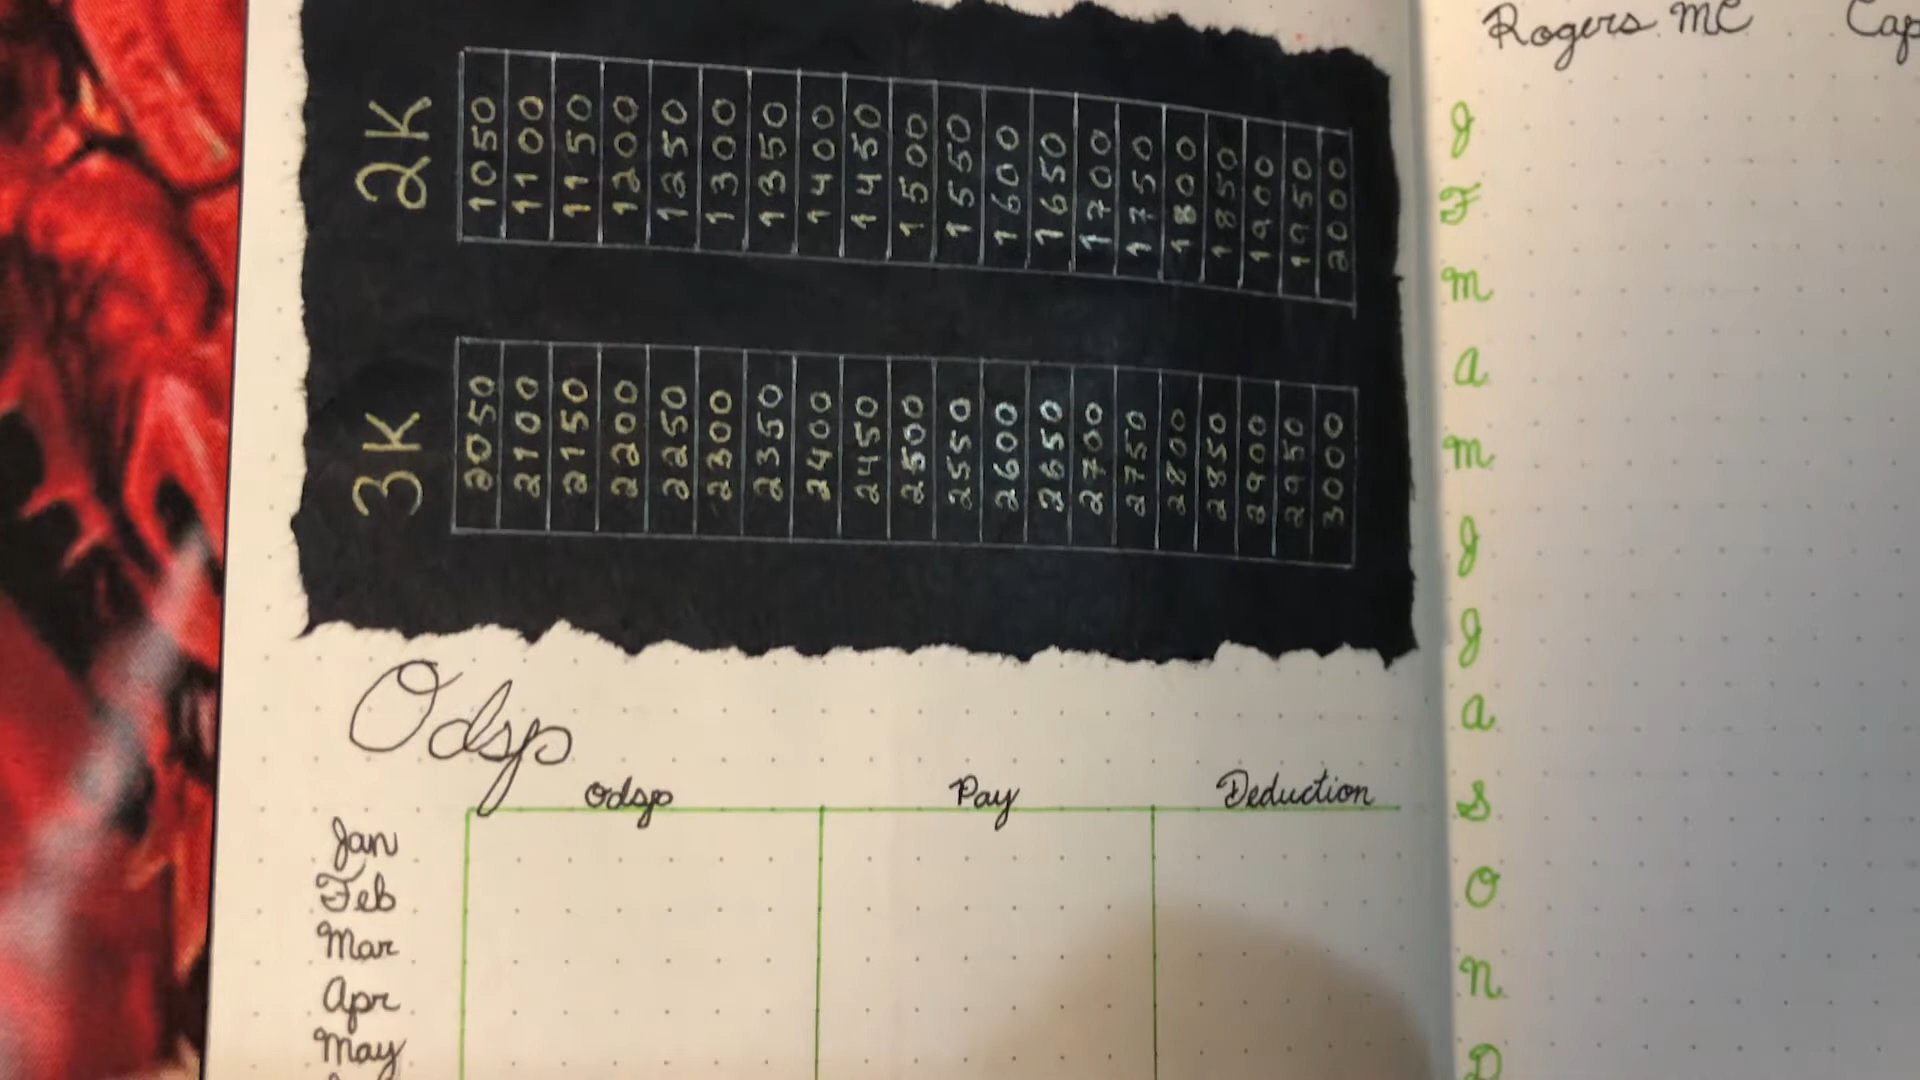 2K
1050
1100
1150
1200
1250
1300
1350
1400
1450
1500
1550
1600
1650
1700
1750
1800
1850
1900
1950
2000
3K
2050
2100
2150
2200
2250
2300
2350
2400
2450
2500
2550
2600
2650
2700
2750
2800
2850
2900
2950
3000
Odsp
Odsp Pay Deduction
Jan
Feb
Mar
Apr
May
Rogers MC
J
F
M
A
M
J
J
A
S
O
N
D